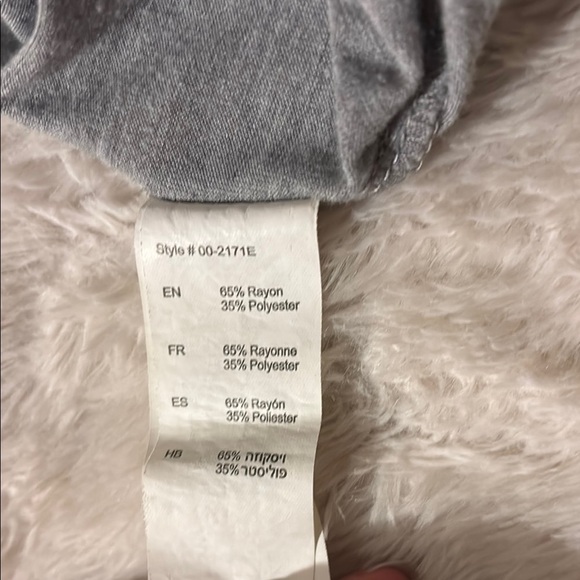 Style # 00-2171E
EN 65% Rayon
35% Polyester
FR 65% Rayonne
35% Polyester
ES 65% Rayón
35% Poliester
HB 65% ויסקוזה
35% פוליסטר